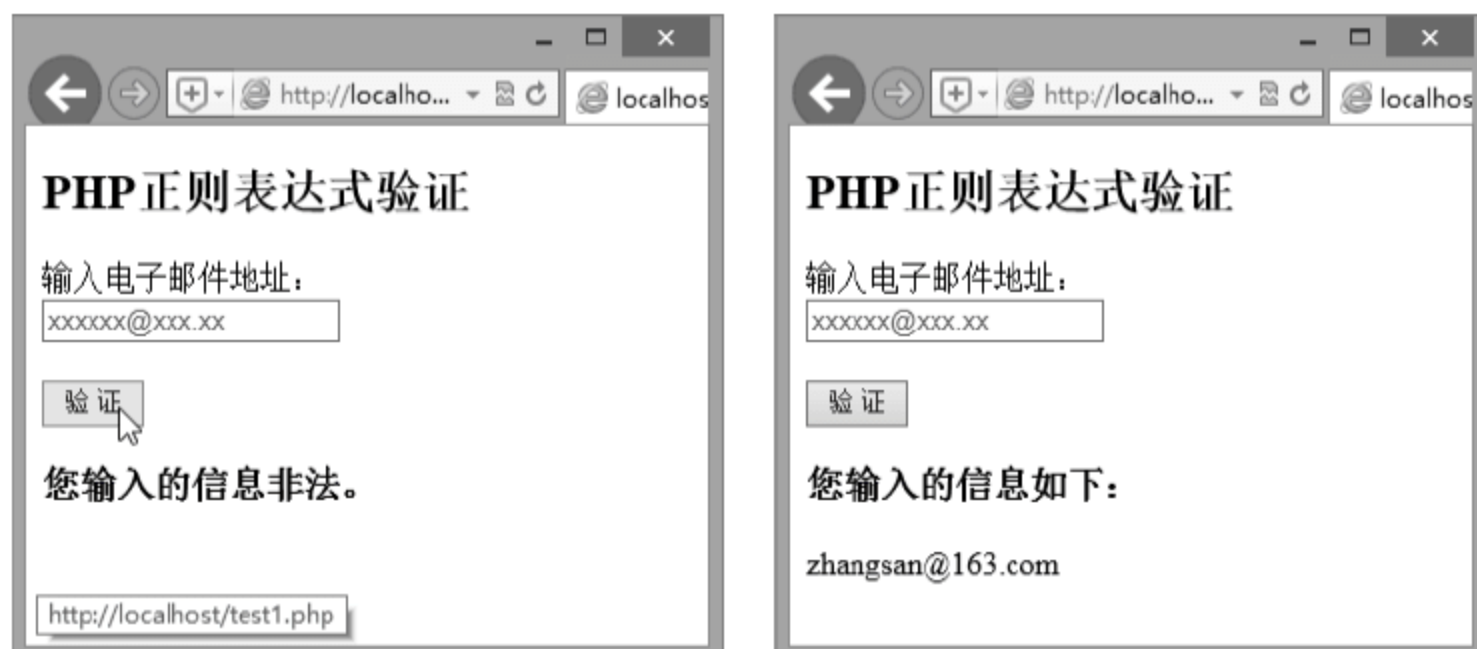 http://localho...
localhos
PHP正则表达式验证
输入电子邮件地址：
xxxxxx@xxx.xx
验 证
您输入的信息非法。
http://localhost/test1.php
http://localho...
localhos
PHP正则表达式验证
输入电子邮件地址：
xxxxxx@xxx.xx
验 证
您输入的信息如下：
zhangsan@163.com